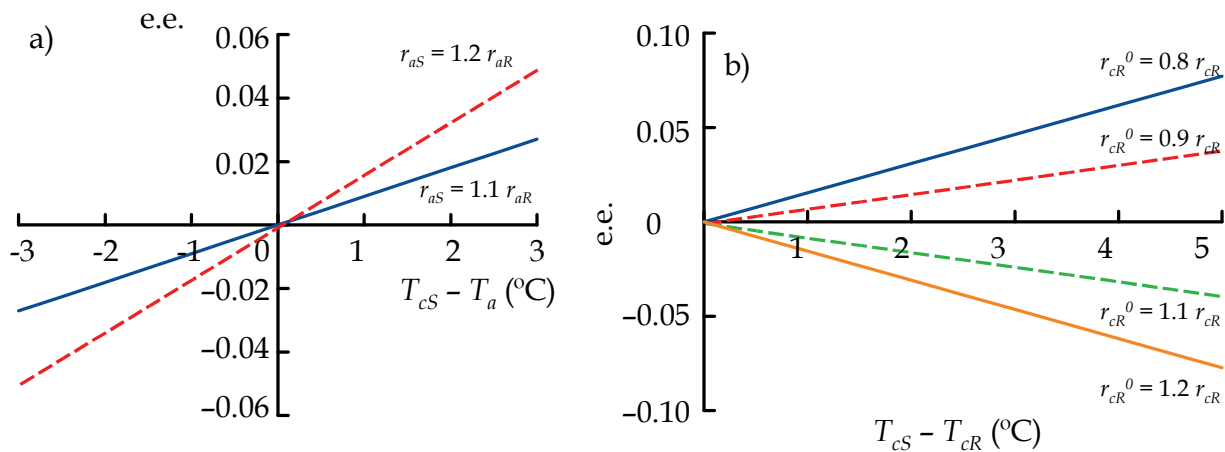 a)
e.e.
0.06
0.04
0.02
0
−0.02
−0.04
−0.06
-3
-2
-1
1
2
3
r_aS = 1.2 r_aR
r_aS = 1.1 r_aR
T_cS – T_a (ºC)
b)
e.e.
0.10
0.05
0
−0.05
−0.10
1
2
3
4
5
r_cR^0 = 0.8 r_cR
r_cR^0 = 0.9 r_cR
r_cR^0 = 1.1 r_cR
r_cR^0 = 1.2 r_cR
T_cS – T_cR (ºC)